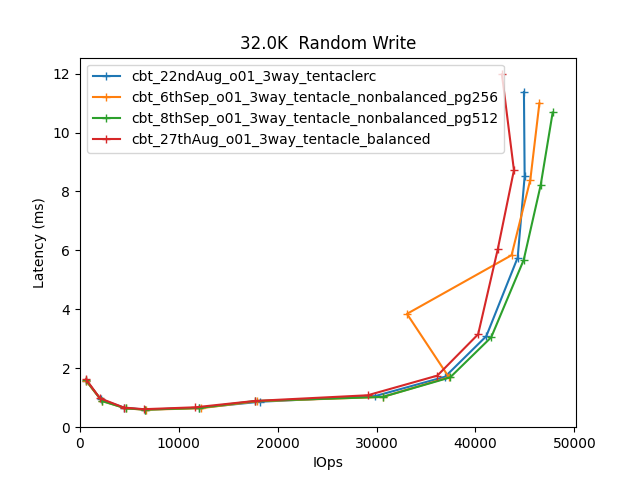 32.0K  Random Write
cbt_22ndAug_o01_3way_tentaclerc
cbt_6thSep_o01_3way_tentacle_nonbalanced_pg256
cbt_8thSep_o01_3way_tentacle_nonbalanced_pg512
cbt_27thAug_o01_3way_tentacle_balanced
12
10
8
6
4
2
0
Latency (ms)
0 10000 20000 30000 40000 50000
IOps